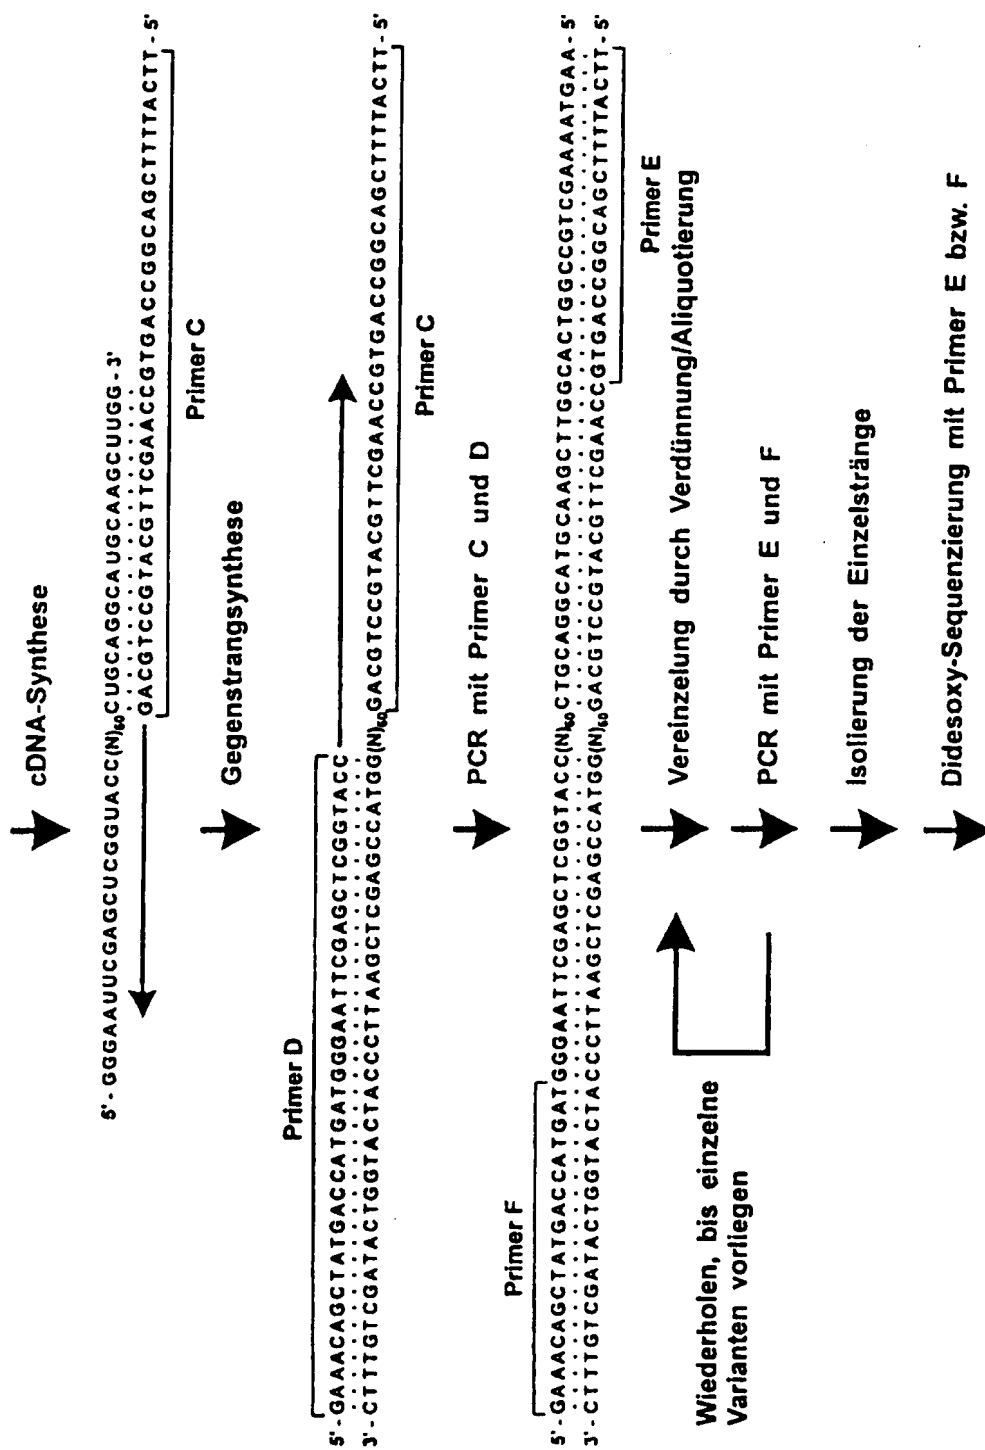 cDNA-Synthese
5'-GGGAAUUCGAGCUCGGUACC(N)60CUGCAGGCAUGCAAGCUUGG-3'
GACGTCCGTACGTTCGAACCGTGACCGGCAGCTTTTACTT-5'
Primer C
Gegenstrangsynthese
Primer D
5'-GAAACAGCTATGACCATGATGGGAATTCGAGCTCGGTACC
3'-CTTTGTCGATACTGGTACTACCCTTAAGCTCGAGCCATGG(N)60GACGTCCGTACGTTCGAACCGTGACCGGCAGCTTTTACTT-5'
Primer C
PCR mit Primer C und D
Primer F
5'-GAAACAGCTATGACCATGATGGGAATTCGAGCTCGGTACC(N)60CTGCAGGCATGCAAGCTTGGCACTGGCCGTCGAAAATGAA-5'
3'-CTTTGTCGATACTGGTACTACCCTTAAGCTCGAGCCATGG(N)60GACGTCCGTACGTTCGAACCGTGACCGGCAGCTTTTACTT-5'
Primer E
Vereinzelung durch Verdünnung/Aliquotierung
PCR mit Primer E und F
Wiederholen, bis einzelne
Varianten vorliegen
Isolierung der Einzelstränge
Didesoxy-Sequenzierung mit Primer E bzw. F